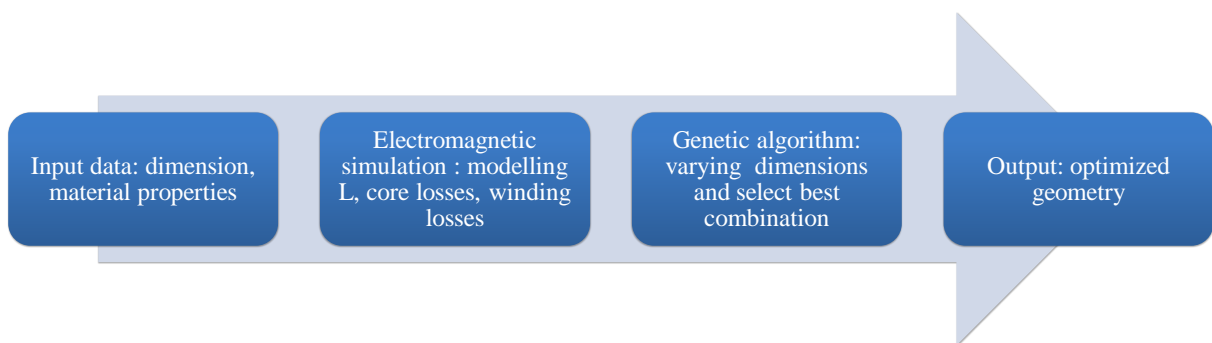 Input data: dimension,
material properties
Electromagnetic
simulation : modelling
L, core losses, winding
losses
Genetic algorithm:
varying dimensions
and select best
combination
Output: optimized
geometry